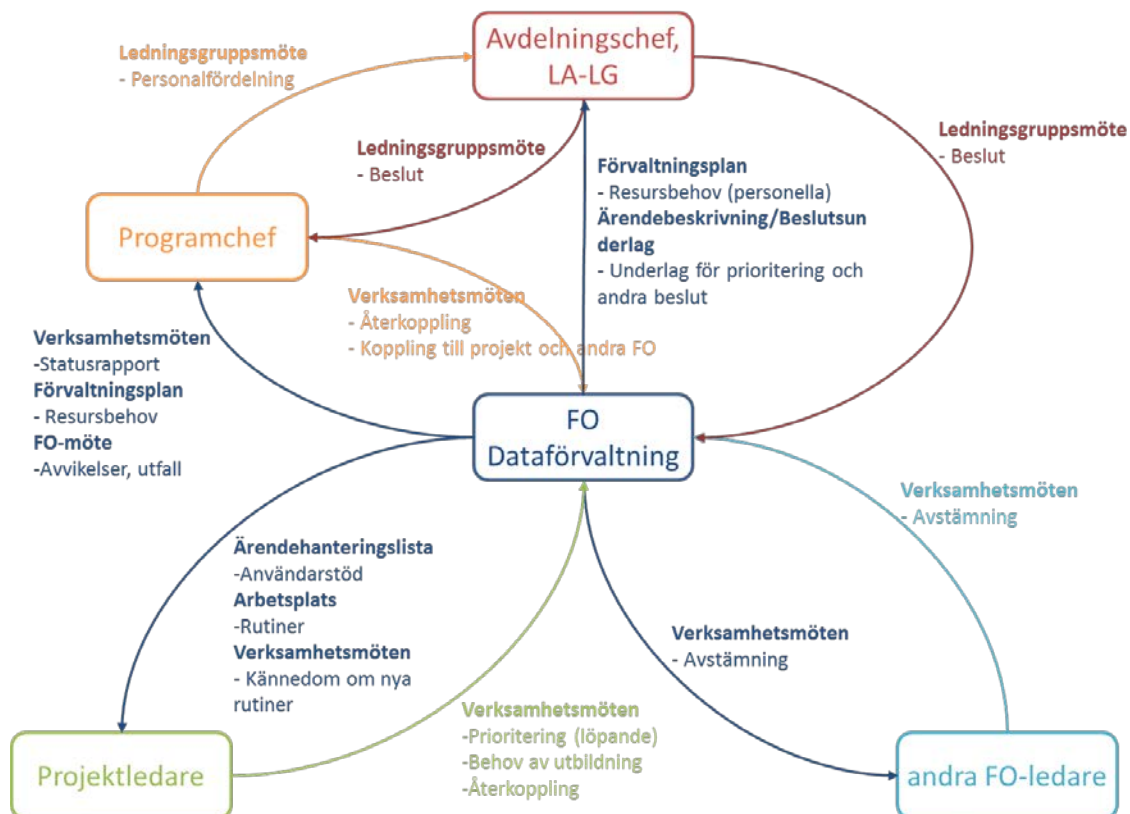 Avdelningschef,
LA-LG
Ledningsgruppsmöte
- Personalfördelning
Ledningsgruppsmöte
- Beslut
Ledningsgruppsmöte
- Beslut
Förvaltningsplan
- Resursbehov (personella)
Ärendebeskrivning/Beslutsun
derlag
- Underlag för prioritering och
andra beslut
Programchef
Verksamhetsmöten
- Återkoppling
- Koppling till projekt och andra FO
Verksamhetsmöten
-Statusrapport
Förvaltningsplan
- Resursbehov
FO-möte
-Avvikelser, utfall
FO
Dataförvaltning
Verksamhetsmöten
- Avstämning
Ärendehanteringslista
-Användarstöd
Arbetsplats
-Rutiner
Verksamhetsmöten
- Kännedom om nya
rutiner
Verksamhetsmöten
- Avstämning
Verksamhetsmöten
-Prioritering (löpande)
-Behov av utbildning
-Återkoppling
Projektledare
andra FO-ledare